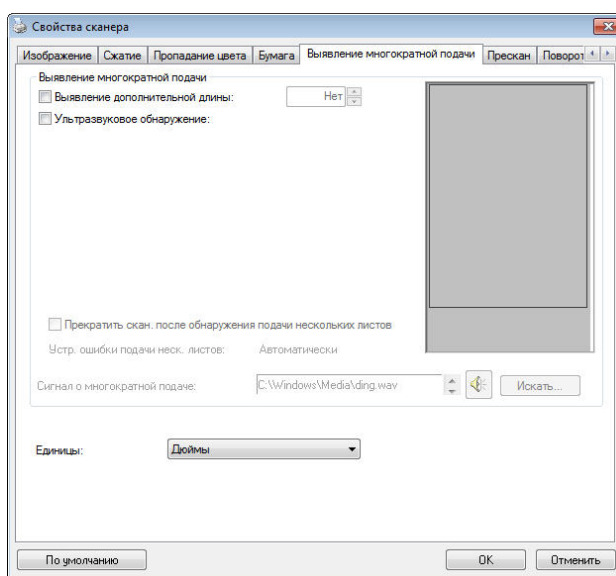 Свойства сканера
Изображение Сжатие Пропадание цвета Бумага Выявление многократной подачи Прескан Поворот
Выявление многократной подачи
Выявление дополнительной длины: Нет
Ультразвуковое обнаружение:
Прекратить скан. после обнаружения подачи нескольких листов
Устр. ошибки подачи неск. листов: Автоматически
Сигнал о многократной подаче: C:\Windows\Media\ding.wav Искать...
Единицы: Дюймы
По умолчанию OK Отменить